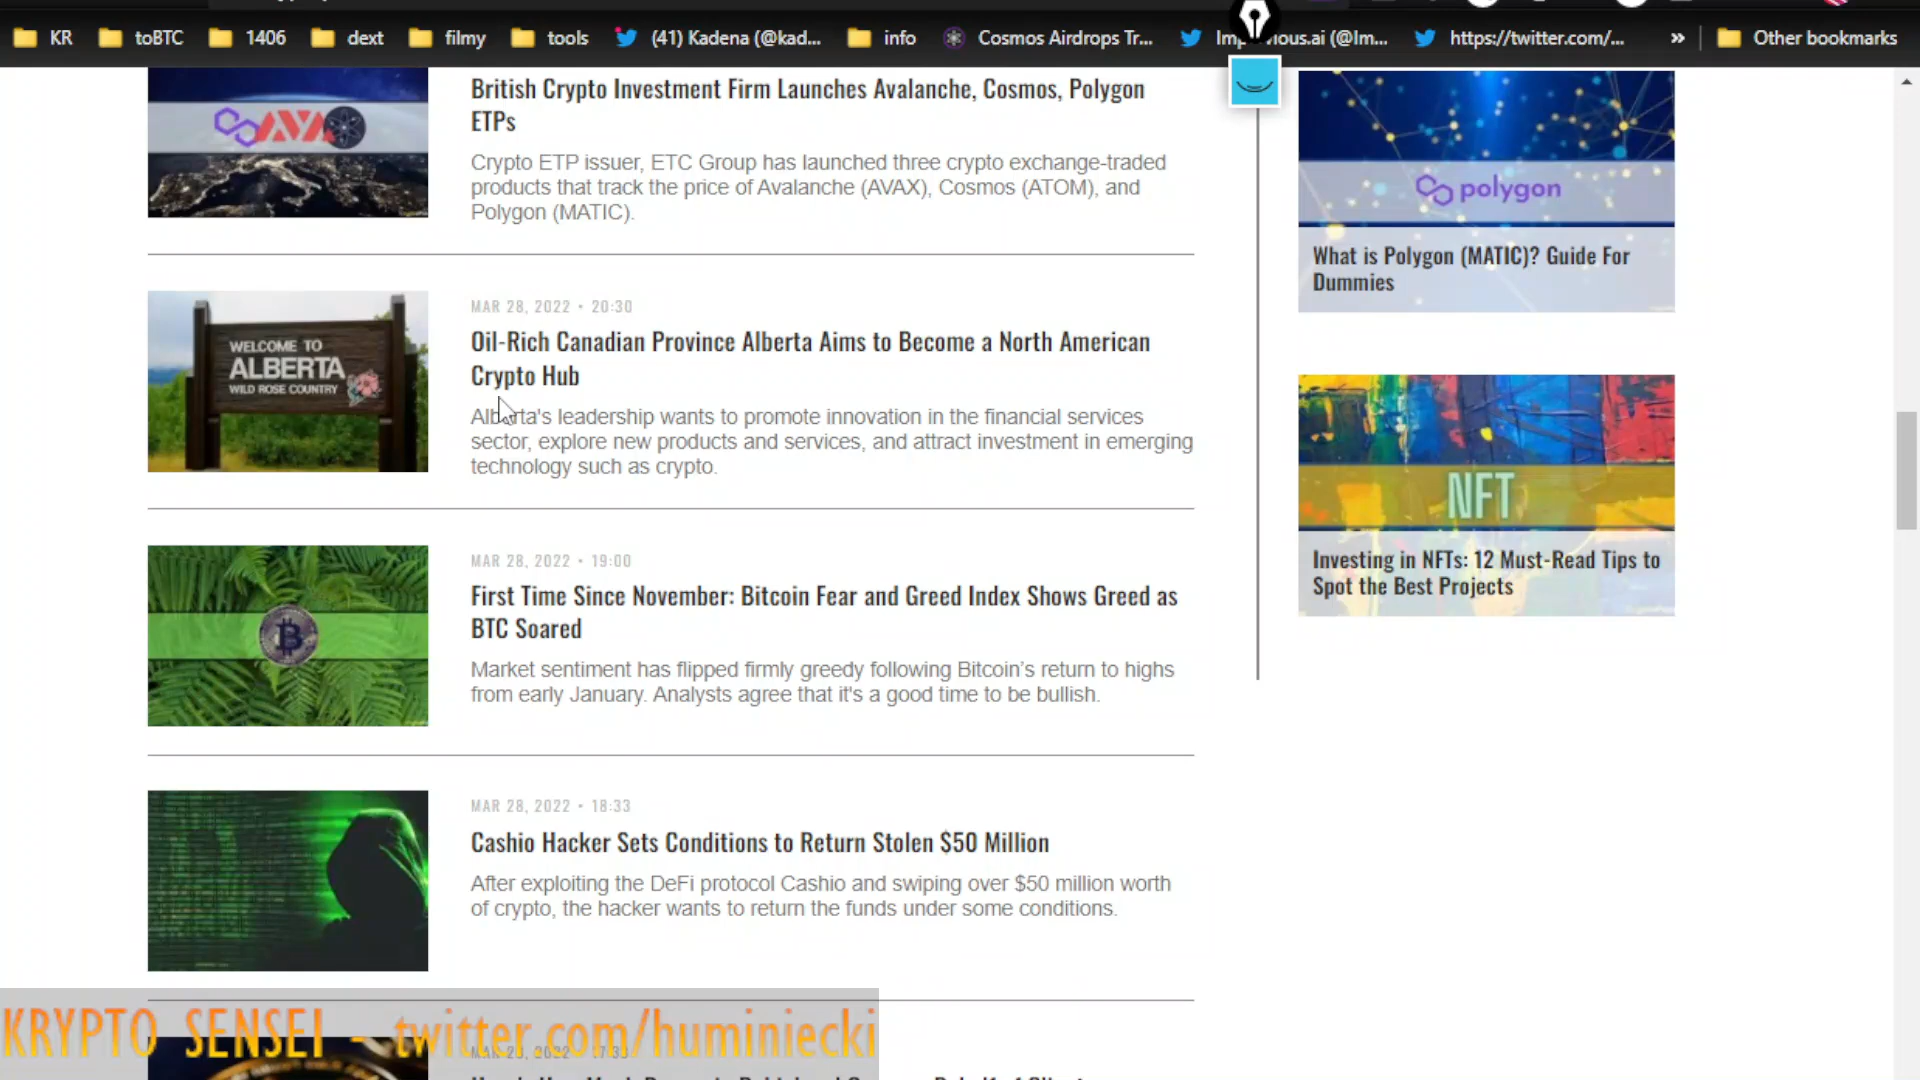 KR
toBTC
1406
dext
filmy
tools
(41) Kadena (@kad...
info
Cosmos Airdrops Tr...
https://twitter.com/...
»
Other bookmarks
British Crypto Investment Firm Launches Avalanche, Cosmos, Polygon
ETPs
Crypto ETP issuer, ETC Group has launched three crypto exchange-traded
products that track the price of Avalanche (AVAX), Cosmos (ATOM), and
Polygon (MATIC).
WELCOME TO
ALBERTA
WILD ROSE COUNTRY
MAR 28, 2022 • 20:30
Oil-Rich Canadian Province Alberta Aims to Become a North American
Crypto Hub
Alberta's leadership wants to promote innovation in the financial services
sector, explore new products and services, and attract investment in emerging
technology such as crypto.
MAR 28, 2022 • 19:00
First Time Since November: Bitcoin Fear and Greed Index Shows Greed as
BTC Soared
Market sentiment has flipped firmly greedy following Bitcoin's return to highs
from early January. Analysts agree that it's a good time to be bullish.
MAR 28, 2022 • 18:33
Cashio Hacker Sets Conditions to Return Stolen $50 Million
After exploiting the DeFi protocol Cashio and swiping over $50 million worth
of crypto, the hacker wants to return the funds under some conditions.
polygon
What is Polygon (MATIC)? Guide For
Dummies
NFT
Investing in NFTs: 12 Must-Read Tips to
Spot the Best Projects
KRYPTO SENSEI - twitter.com/huminiecki